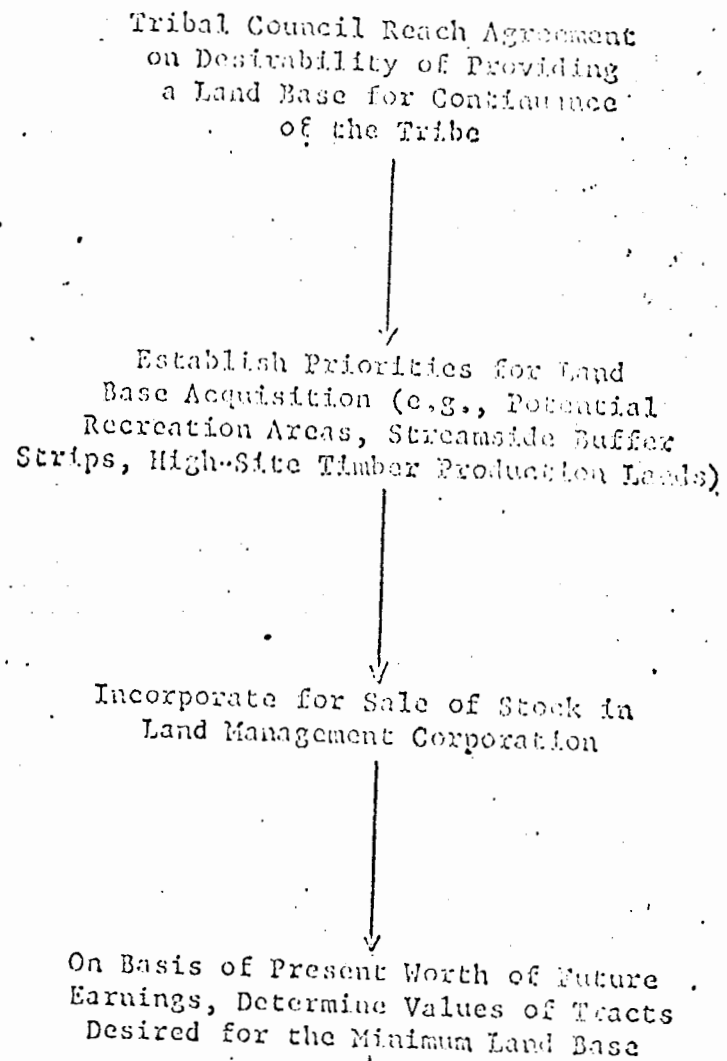 Tribal Council Reach Agreement
on Desirability of Providing
a Land Base for Continuance
of the Tribe
Establish Priorities for Land
Base Acquisition (e.g., Potential
Recreation Areas, Streamside Buffer
Strips, High-Site Timber Production Lands)
Incorporate for Sale of Stock in
Land Management Corporation
On Basis of Present Worth of Future
Earnings, Determine Values of Tracts
Desired for the Minimum Land Base